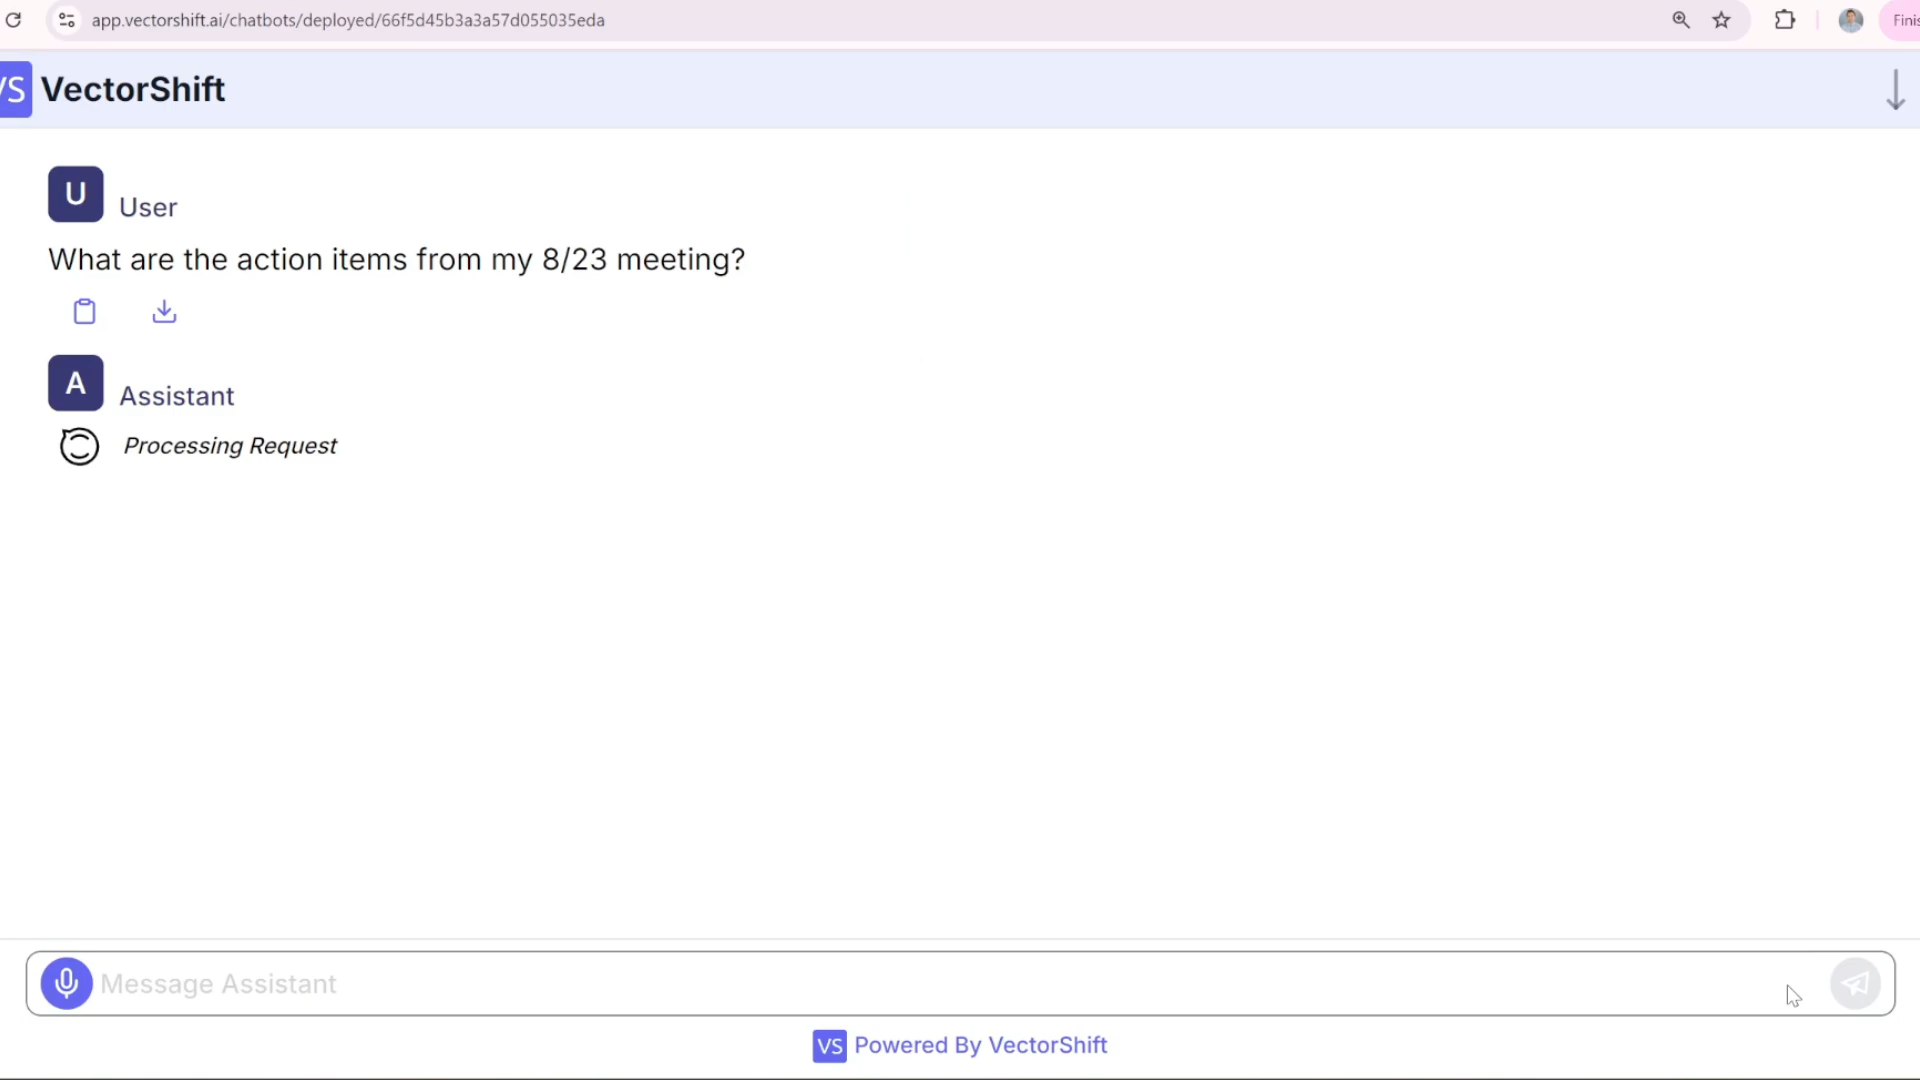 app.vectorshift.ai/chatbots/deployed/66f5d45b3a3a57d055035eda
Finis
VS VectorShift
U User
What are the action items from my 8/23 meeting?
A Assistant
Processing Request
Message Assistant
VS Powered By VectorShift